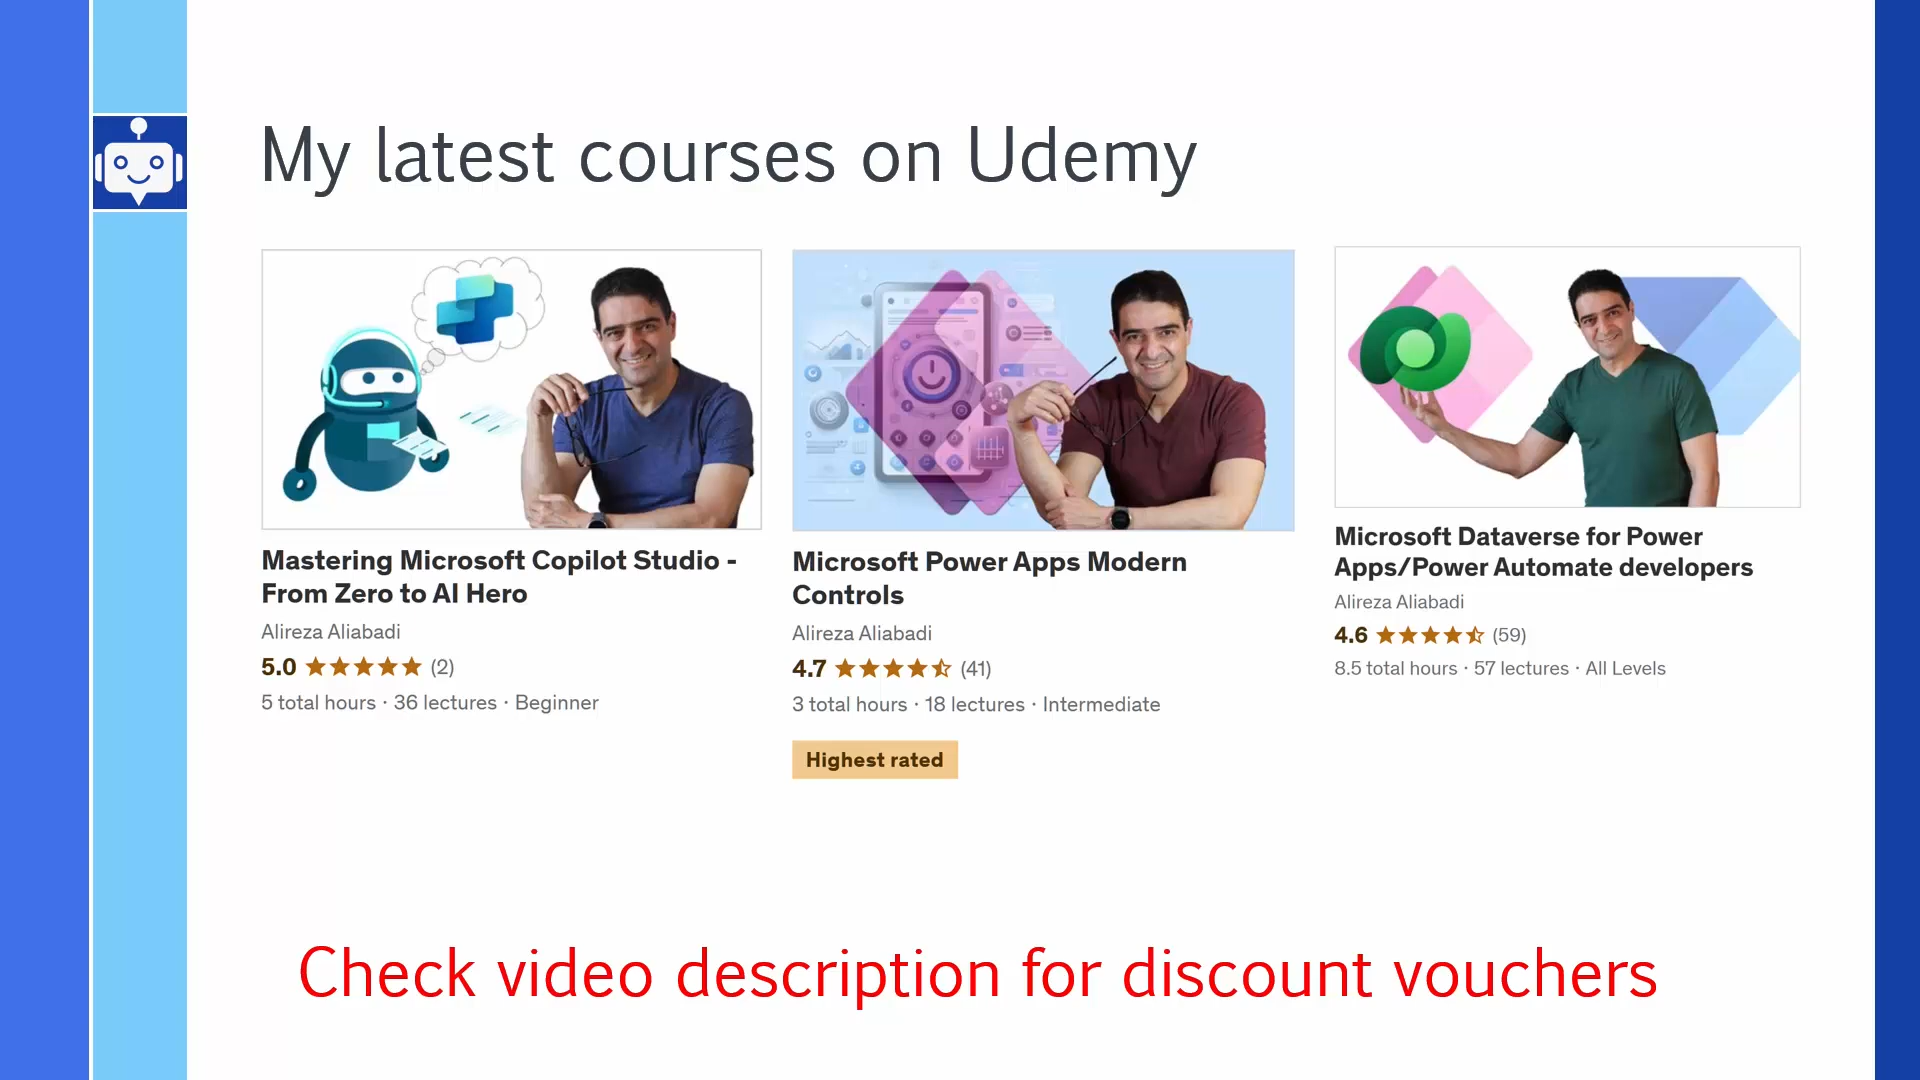 My latest courses on Udemy
Mastering Microsoft Copilot Studio -
From Zero to AI Hero
Alireza Aliabadi
5.0 (2)
5 total hours · 36 lectures · Beginner
Microsoft Power Apps Modern
Controls
Alireza Aliabadi
4.7 (41)
3 total hours · 18 lectures · Intermediate
Highest rated
Microsoft Dataverse for Power
Apps/Power Automate developers
Alireza Aliabadi
4.6 (59)
8.5 total hours · 57 lectures · All Levels
Check video description for discount vouchers